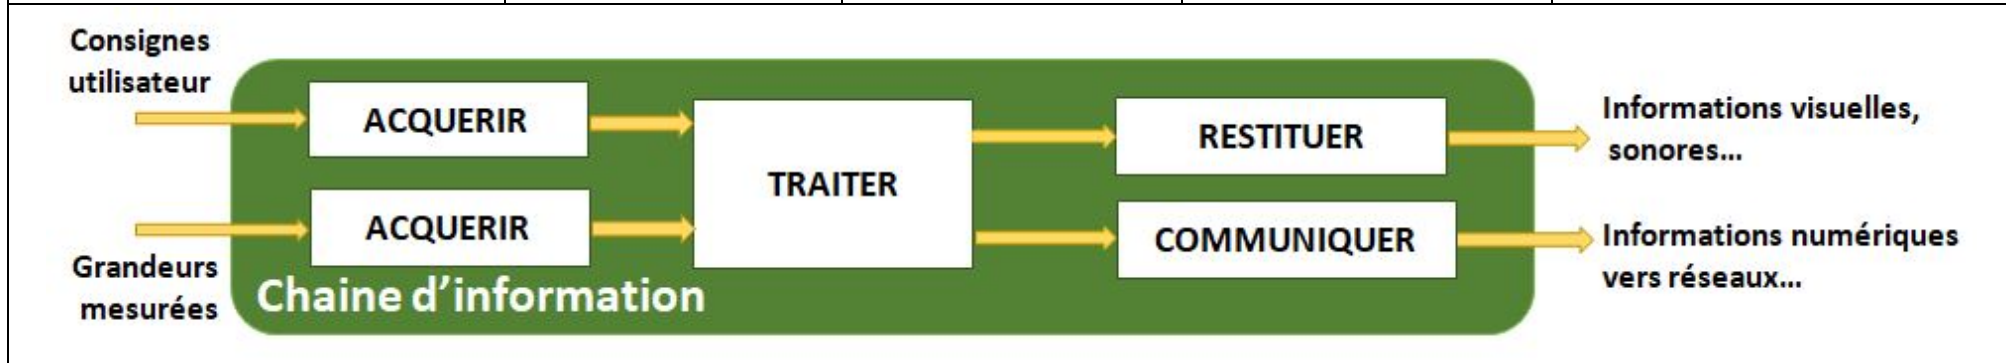 Consignes
utilisateur
ACQUERIR
ACQUERIR
Grandeurs
mesurées
Chaine d’information
TRAITER
RESTITUER
COMMUNIQUER
Informations visuelles,
sonores...
Informations numériques
vers réseaux...